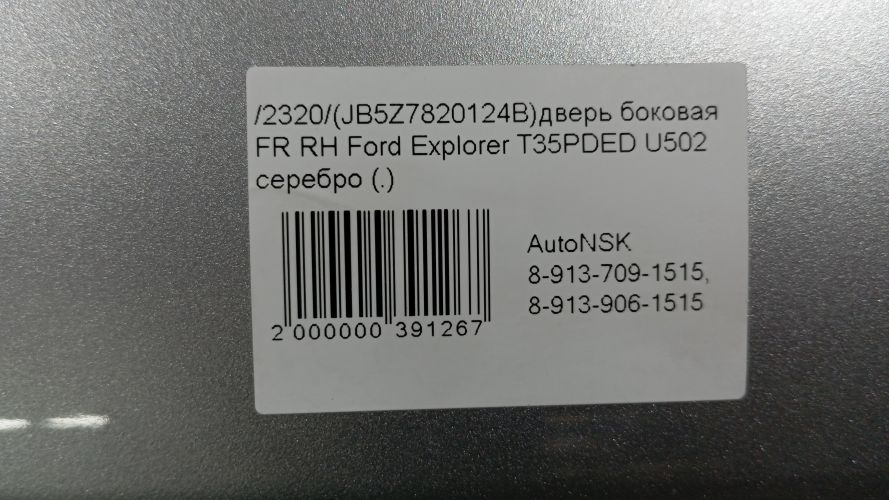 /2320/(JB5Z7820124B)дверь боковая
FR RH Ford Explorer T35PDED U502
серебро (.)
AutoNSK
8-913-709-1515,
8-913-906-1515
2 000000 391267